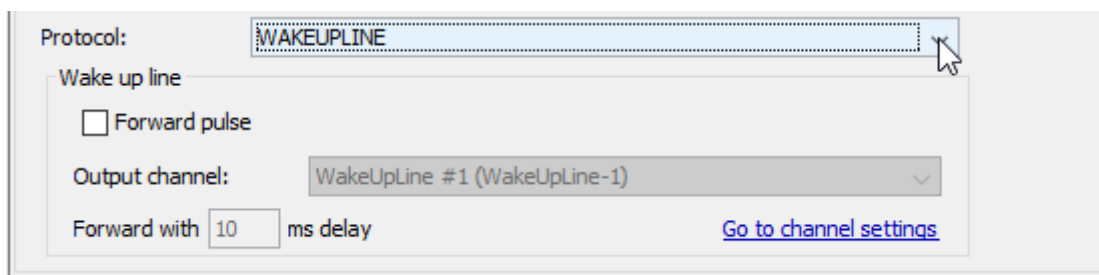 Protocol: WAKEUPLINE
Wake up line
Forward pulse
Output channel: WakeUpLine #1 (WakeUpLine-1)
Forward with 10 ms delay Go to channel settings